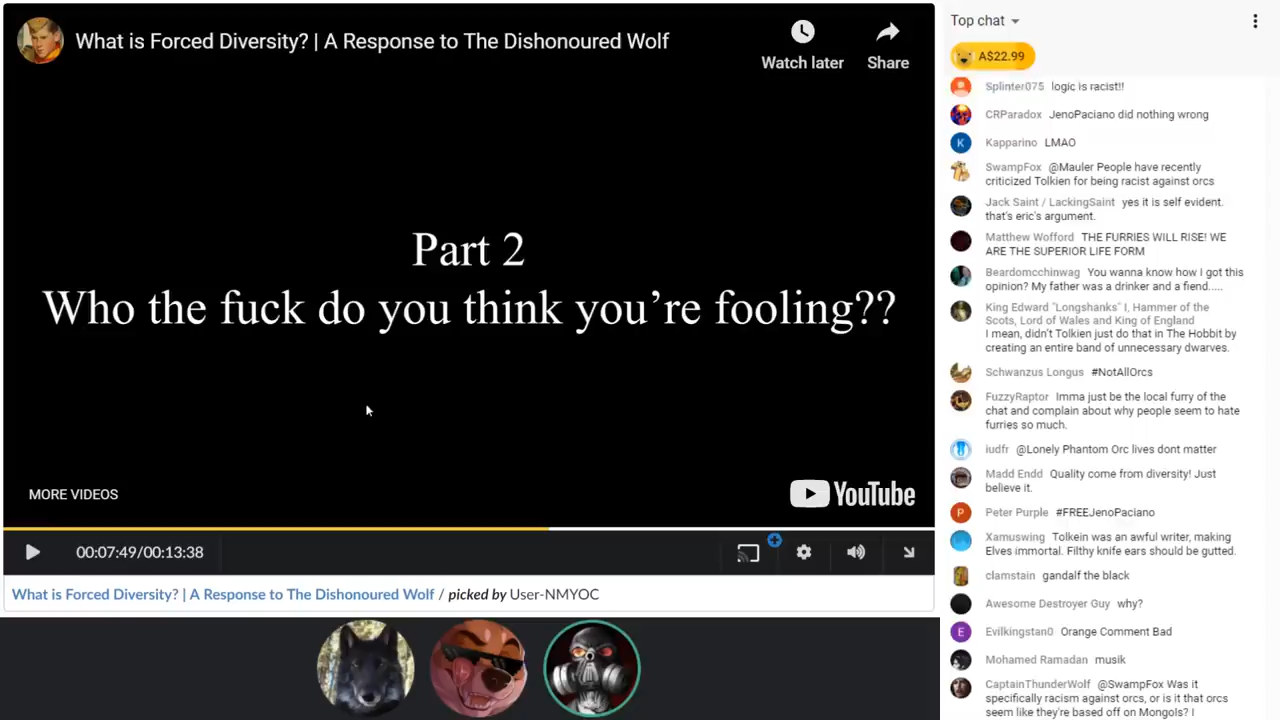 What is Forced Diversity? | A Response to The Dishonoured Wolf
Watch later
Share
Part 2
Who the fuck do you think you're fooling??
MORE VIDEOS
YouTube
00:07:49/00:13:38
What is Forced Diversity? | A Response to The Dishonoured Wolf / picked by User-NMYOC
Top chat
A$22.99
Splinter075 logic is racist!!
CRParadox JenoPaciano did nothing wrong
K
Kapparino LMAO
SwampFox @Mauler People have recently
criticized Tolkien for being racist against orcs
Jack Saint / LackingSaint yes it is self evident.
that's eric's argument.
Matthew Wofford THE FURRIES WILL RISE! WE
ARE THE SUPERIOR LIFE FORM
Beardomcchinwag You wanna know how I got this
opinion? My father was a drinker and a fiend.....
King Edward "Longshanks" I, Hammer of the
Scots, Lord of Wales and King of England
I mean, didn't Tolkien just do that in The Hobbit by
creating an entire band of unnecessary dwarves.
Schwanzus Longus #NotAllOrcs
FuzzyRaptor Imma just be the local furry of the
chat and complain about why people seem to hate
furries so much.
iudfr @Lonely Phantom Orc lives dont matter
Madd Endd Quality come from diversity! Just
believe it.
P
Peter Purple #FREEJenoPaciano
Xamuswing Tolkein was an awful writer, making
Elves immortal. Filthy knife ears should be gutted.
clamstain gandalf the black
Awesome Destroyer Guy why?
E
Evilkingstan0 Orange Comment Bad
Mohamed Ramadan musik
CaptainThunderWolf @SwampFox Was it
specifically racism against orcs, or is it that orcs
seem like they're based off on Mongols? I